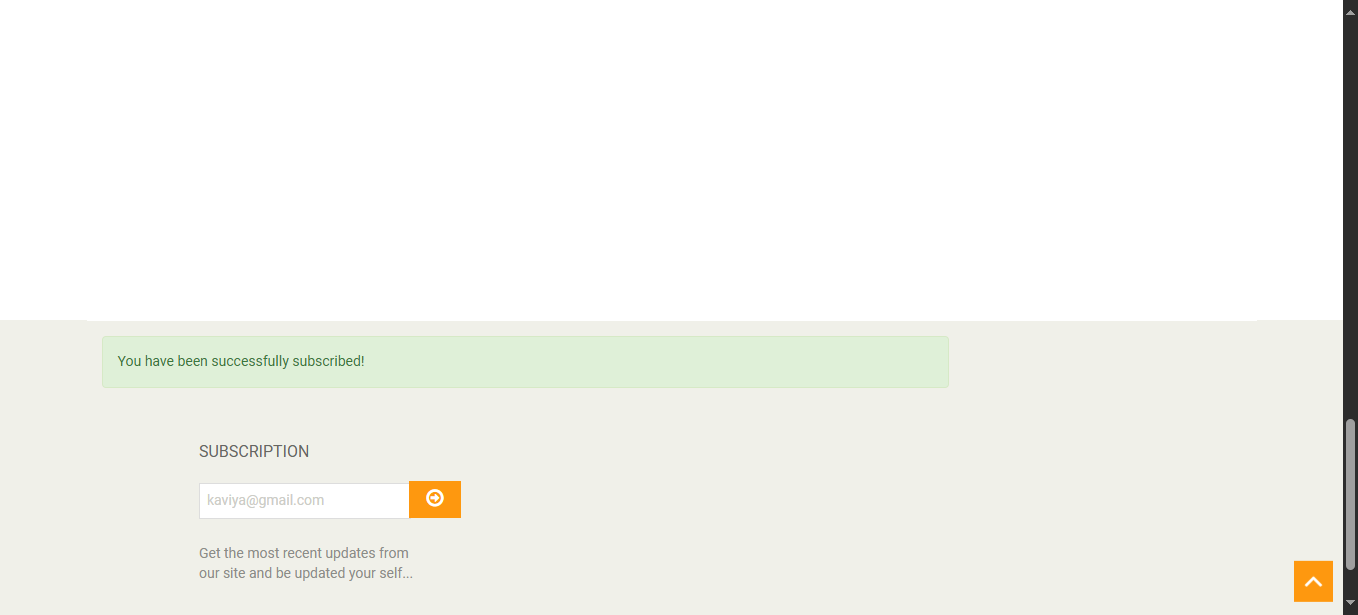 You have been successfully subscribed!
SUBSCRIPTION
kaviya@gmail.com
Get the most recent updates from
our site and be updated your self...